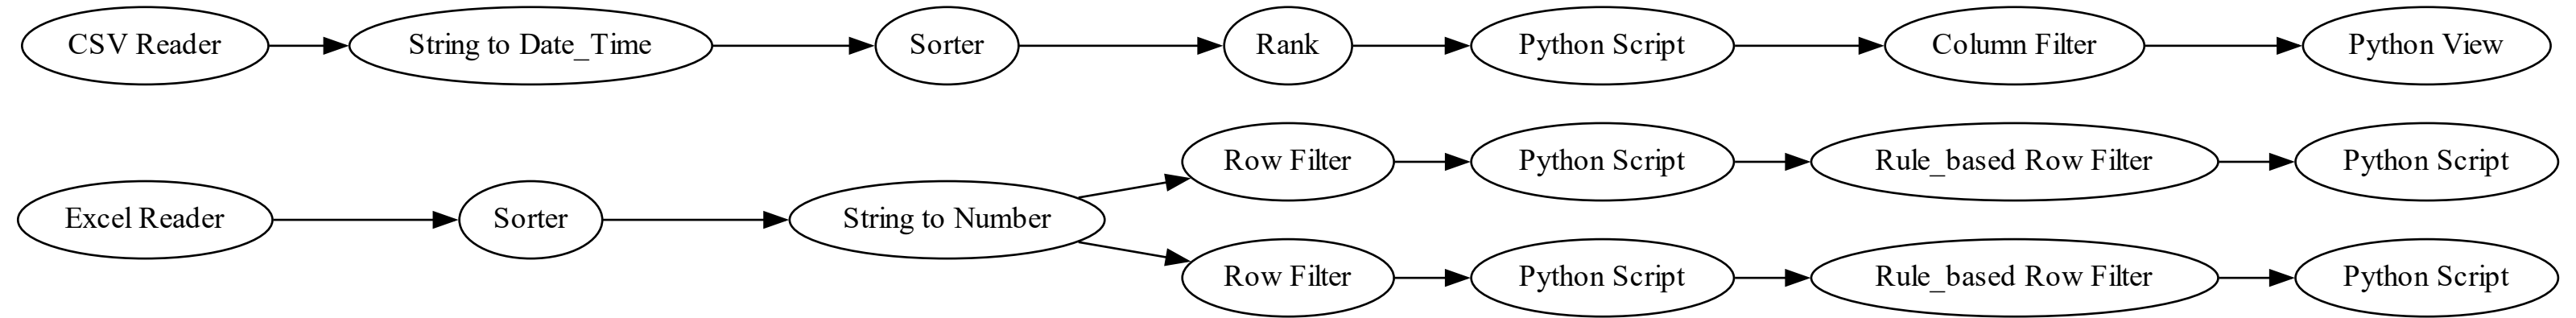 CSV Reader
String to Date_Time
Sorter
Rank
Python Script
Column Filter
Python View
Row Filter
Python Script
Rule_based Row Filter
Python Script
Excel Reader
Sorter
String to Number
Row Filter
Python Script
Rule_based Row Filter
Python Script